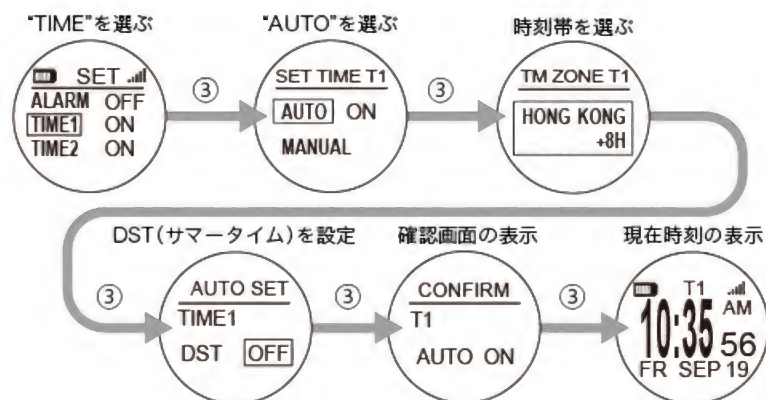 “TIME”を選ぶ
“AUTO”を選ぶ
時刻帯を選ぶ
SET
ALARM OFF
TIME1 ON
TIME2 ON
③
SET TIME T1
AUTO ON
MANUAL
③
TM ZONE T1
HONG KONG
+8H
DST(サマータイム)を設定
確認画面の表示
現在時刻の表示
③
AUTO SET
TIME1
DST OFF
③
CONFIRM
T1
AUTO ON
③
T1
AM
10:35 56
FR SEP 19